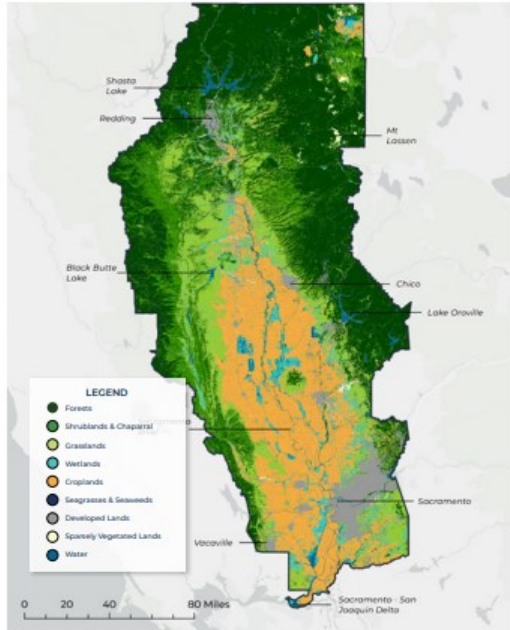 Shasta
Lake
Redding
Mt
Lassen
Black Butte
Lake
Chico
Lake Oroville
LEGEND
Forests
Shrublands & Chaparral
Grasslands
Wetlands
Croplands
Seagrasses & Seaweeds
Developed Lands
Sparsely Vegetated Lands
Water
Sacramento
Vacaville
0 20 40 80 Miles
Sacramento - San
Joaquin Delta